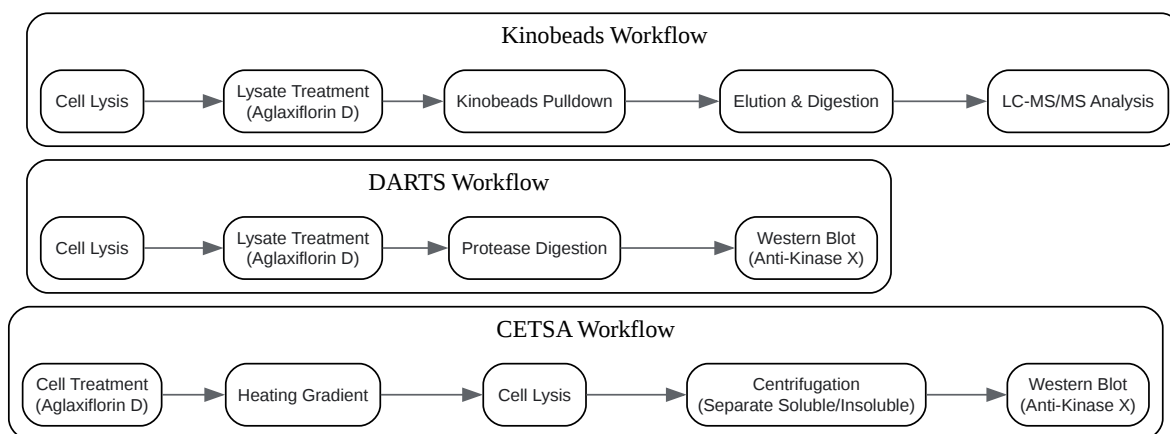 Kinobeads Workflow
Cell Lysis
Lysate Treatment
(Aglaxiflorin D)
Kinobeads Pulldown
Elution & Digestion
LC-MS/MS Analysis
DARTS Workflow
Cell Lysis
Lysate Treatment
(Aglaxiflorin D)
Protease Digestion
Western Blot
(Anti-Kinase X)
CETSA Workflow
Cell Treatment
(Aglaxiflorin D)
Heating Gradient
Cell Lysis
Centrifugation
(Separate Soluble/Insoluble)
Western Blot
(Anti-Kinase X)